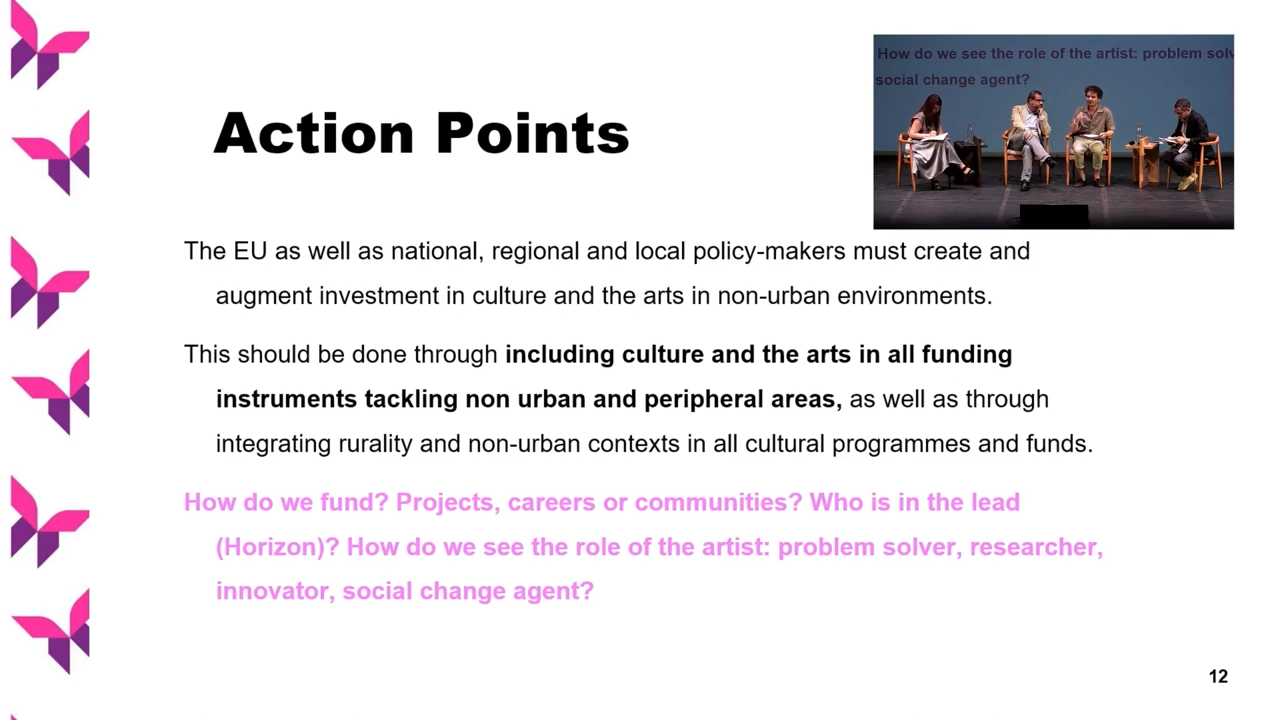 How do we see the role of the artist: problem solv
social change agent?
Action Points
The EU as well as national, regional and local policy-makers must create and
augment investment in culture and the arts in non-urban environments.
This should be done through including culture and the arts in all funding
instruments tackling non urban and peripheral areas, as well as through
integrating rurality and non-urban contexts in all cultural programmes and funds.
How do we fund? Projects, careers or communities? Who is in the lead
(Horizon)? How do we see the role of the artist: problem solver, researcher,
innovator, social change agent?
12